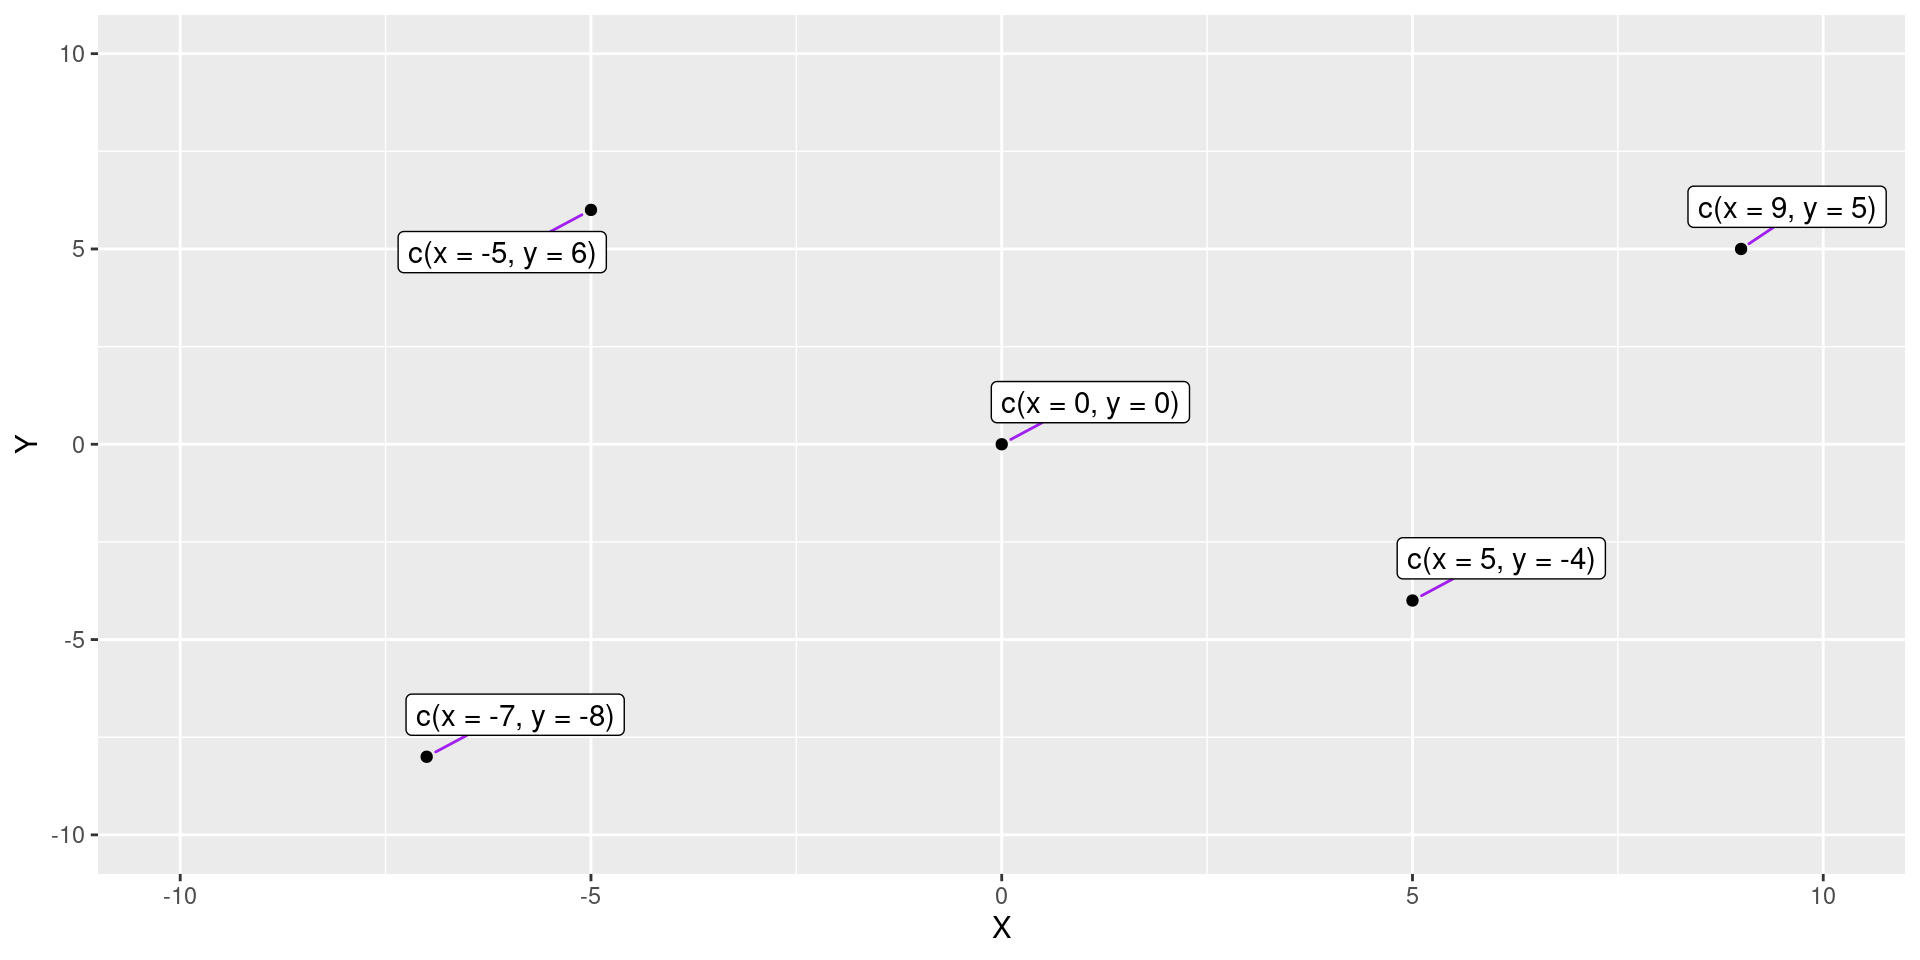 10
c(x = 9, y = 5)
5
c(x = -5, y = 6)
c(x = 0, y = 0)
Y
0
c(x = 5, y = -4)
-5
c(x = -7, y = -8)
-10
-10 -5 0 5 10
X